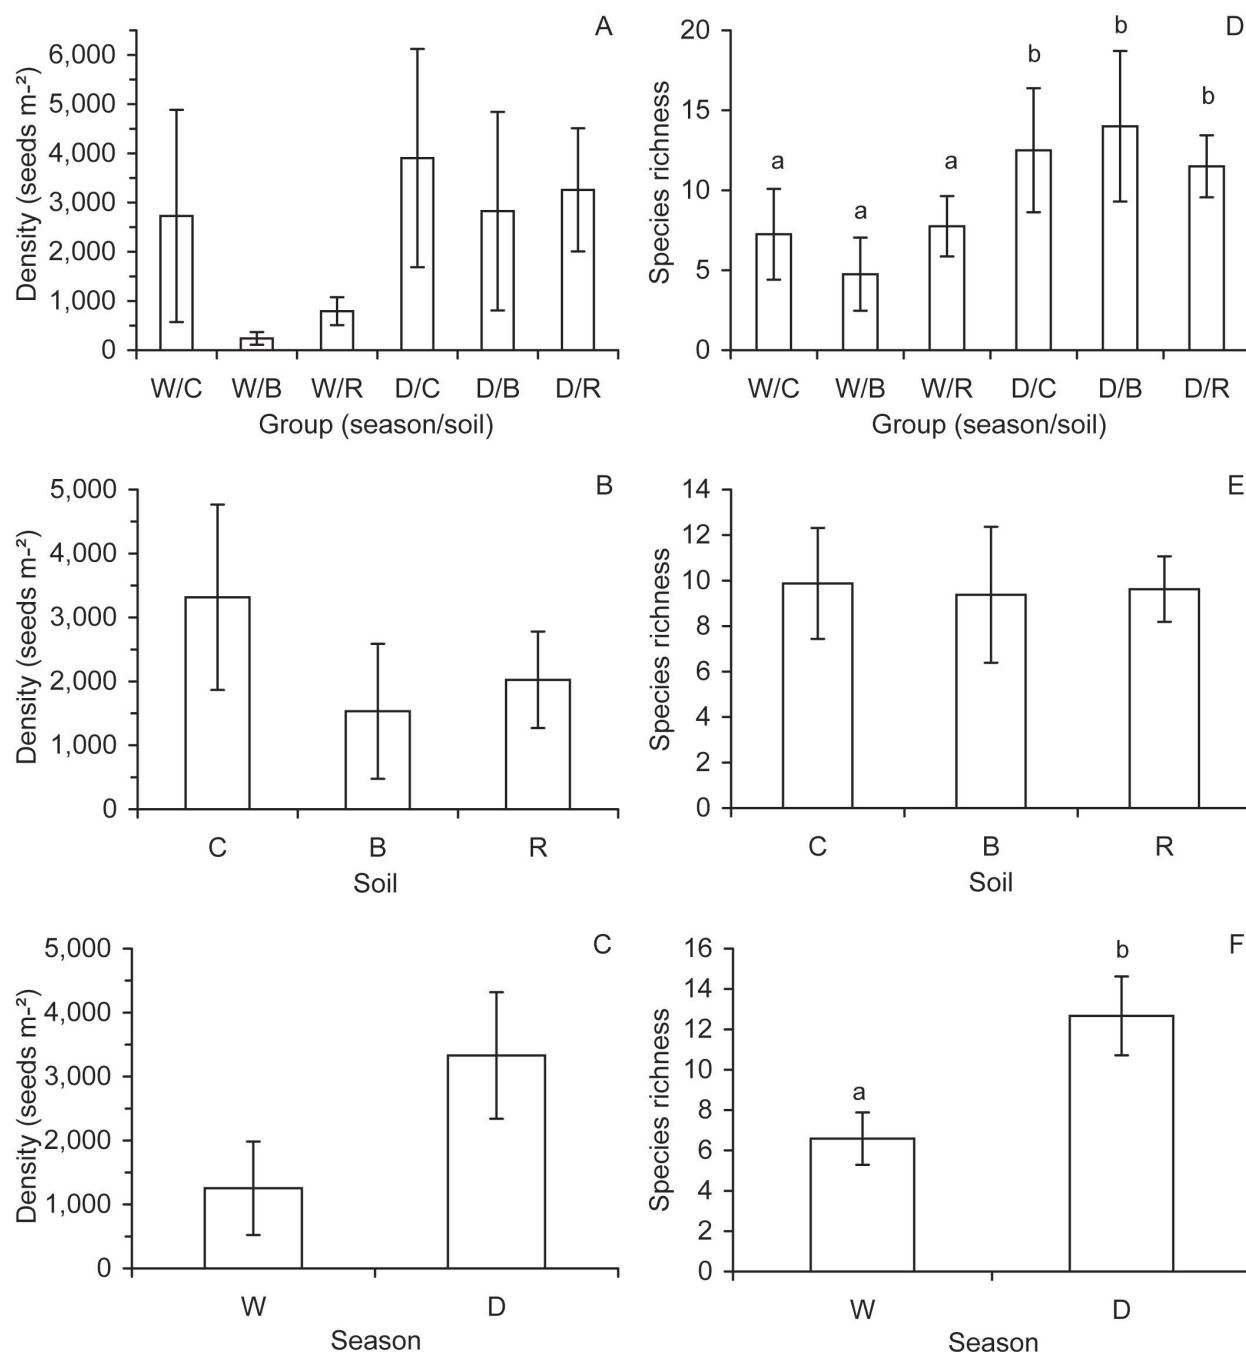 A
Density (seeds m-²)
6,000
5,000
4,000
3,000
2,000
1,000
0
W/C W/B W/R D/C D/B D/R
Group (season/soil)
D
Species richness
20
15
10
5
0
a a a b b b
W/C W/B W/R D/C D/B D/R
Group (season/soil)
B
Density (seeds m-²)
5,000
4,000
3,000
2,000
1,000
0
C B R
Soil
E
Species richness
14
12
10
8
6
4
2
0
C B R
Soil
C
Density (seeds m-²)
5,000
4,000
3,000
2,000
1,000
0
W D
Season
F
Species richness
16
14
12
10
8
6
4
2
0
a b
W D
Season